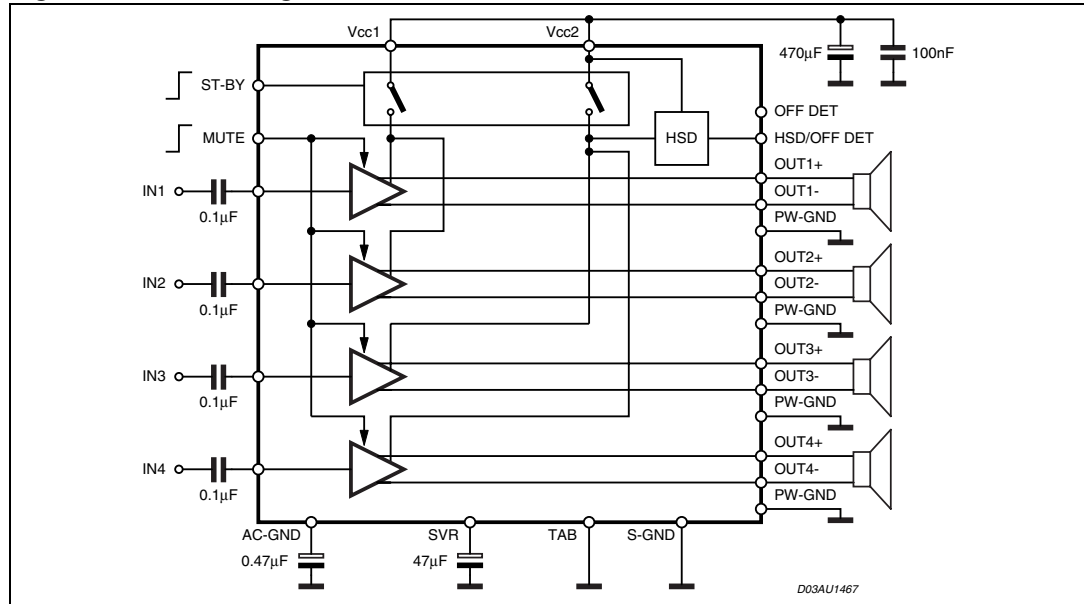 Vcc1
Vcc2
470μF
100nF
ST-BY
MUTE
HSD
OFF DET
HSD/OFF DET
IN1
0.1μF
OUT1+
OUT1-
PW-GND
IN2
0.1μF
OUT2+
OUT2-
PW-GND
IN3
0.1μF
OUT3+
OUT3-
PW-GND
IN4
0.1μF
OUT4+
OUT4-
PW-GND
AC-GND
0.47μF
SVR
47μF
TAB
S-GND
D03AU1467